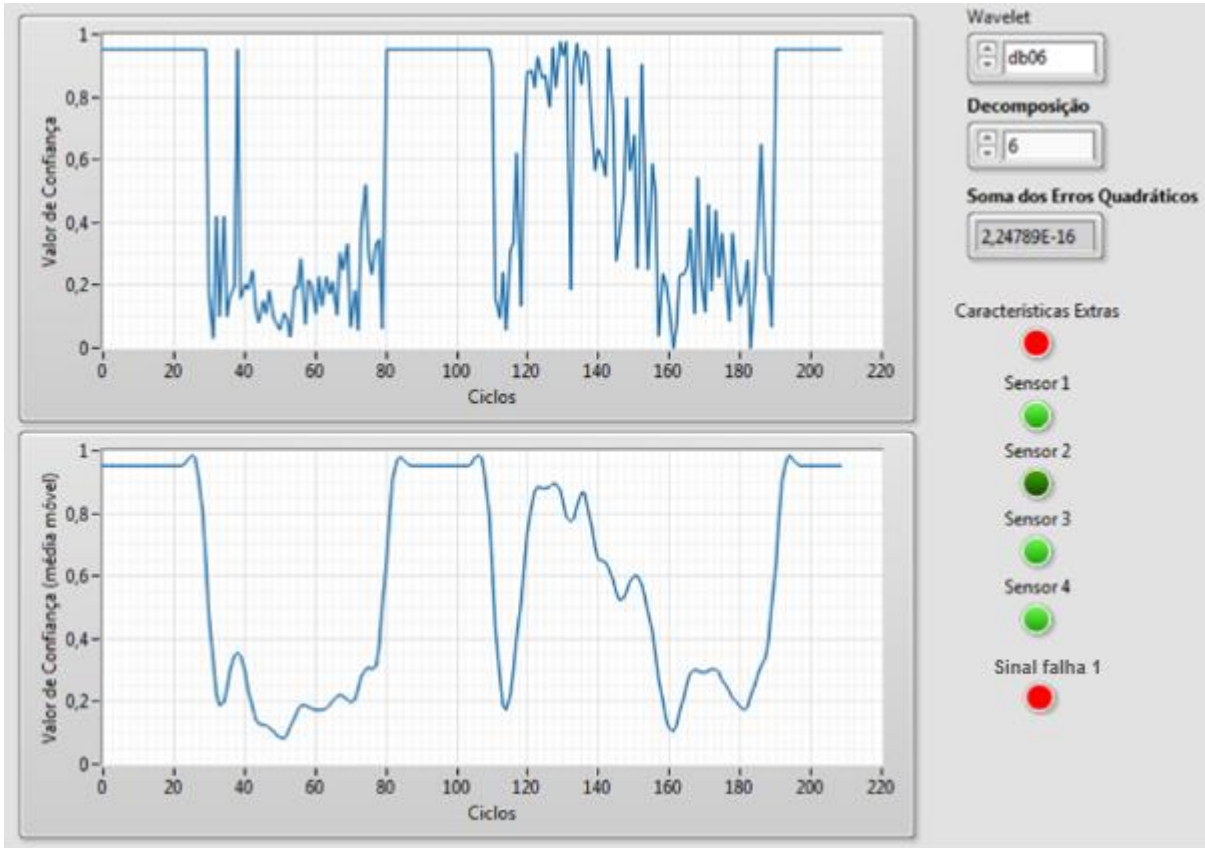 Valor de Confiança
1
0,8
0,6
0,4
0,2
0
0 20 40 60 80 100 120 140 160 180 200 220
Ciclos
Valor de Confiança (média móvel)
1
0,8
0,6
0,4
0,2
0
0 20 40 60 80 100 120 140 160 180 200 220
Ciclos
Wavelet
db06
Decomposição
6
Soma dos Erros Quadráticos
2,24789E-16
Características Extras
Sensor 1
Sensor 2
Sensor 3
Sensor 4
Sinal falha 1